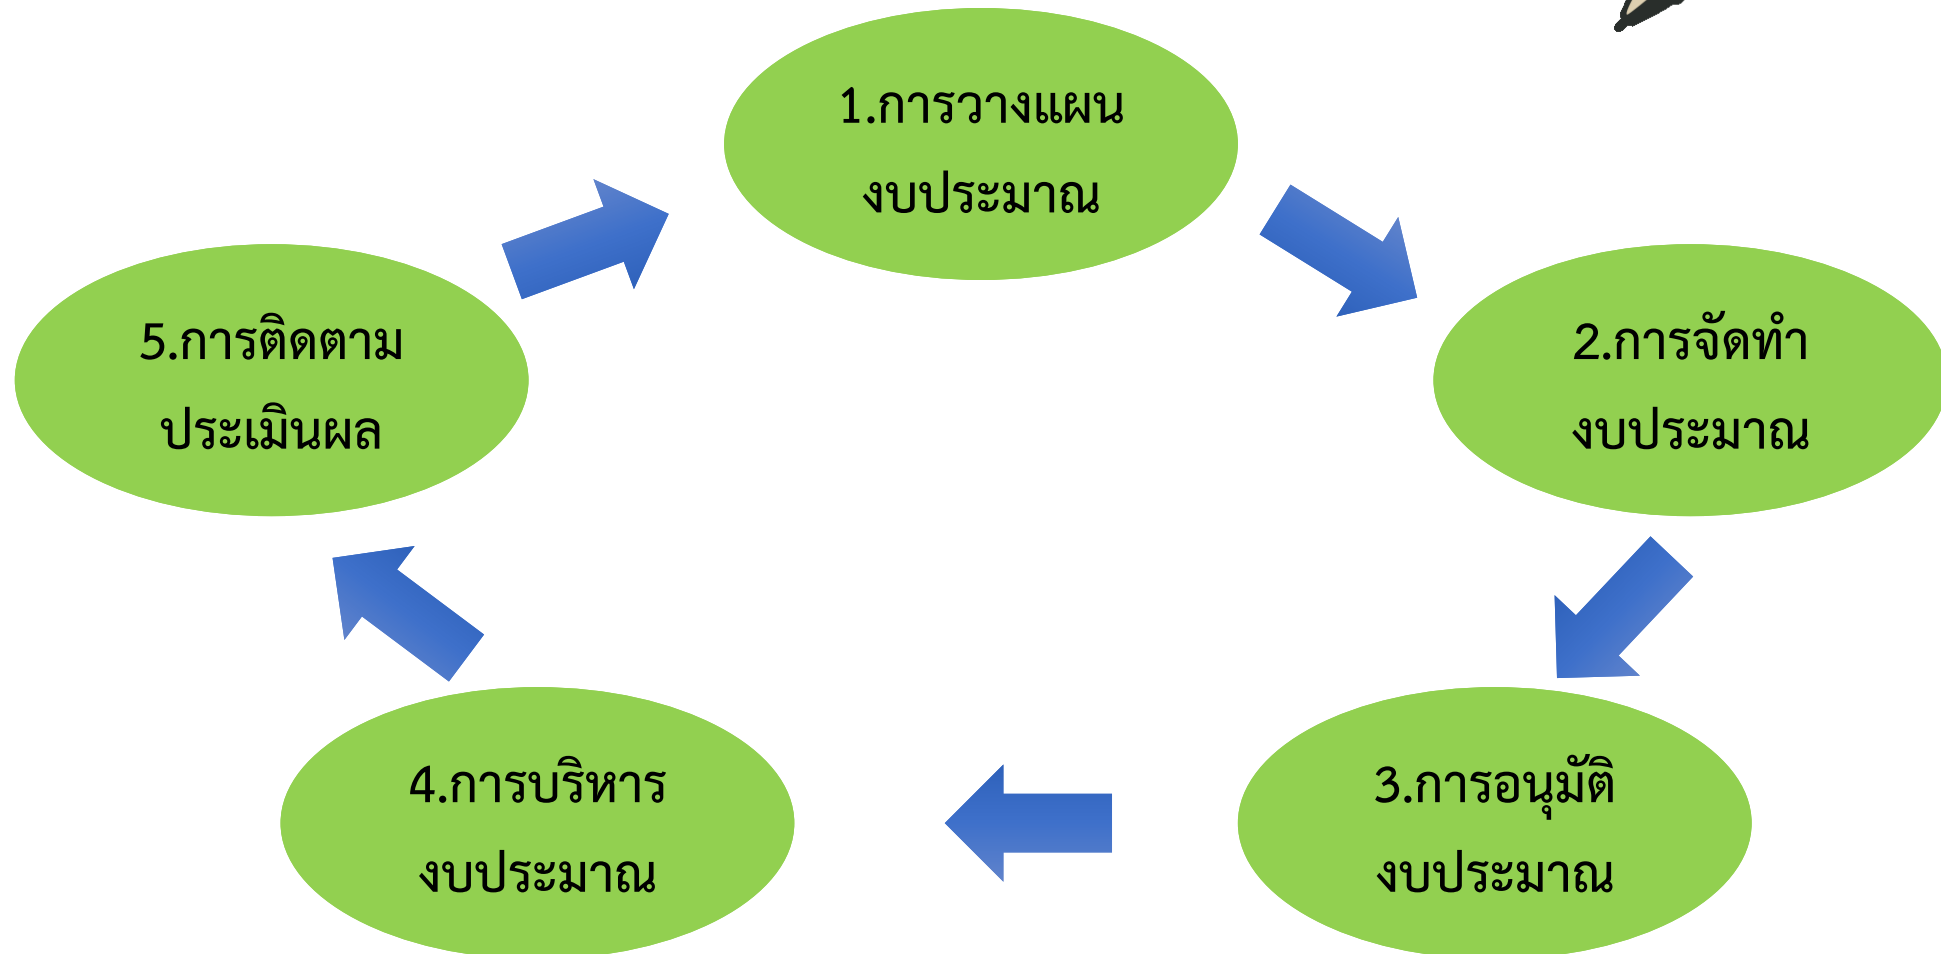 1.การวางแผน
งบประมาณ
2.การจัดทำ
งบประมาณ
3.การอนุมัติ
งบประมาณ
4.การบริหาร
งบประมาณ
5.การติดตาม
ประเมินผล